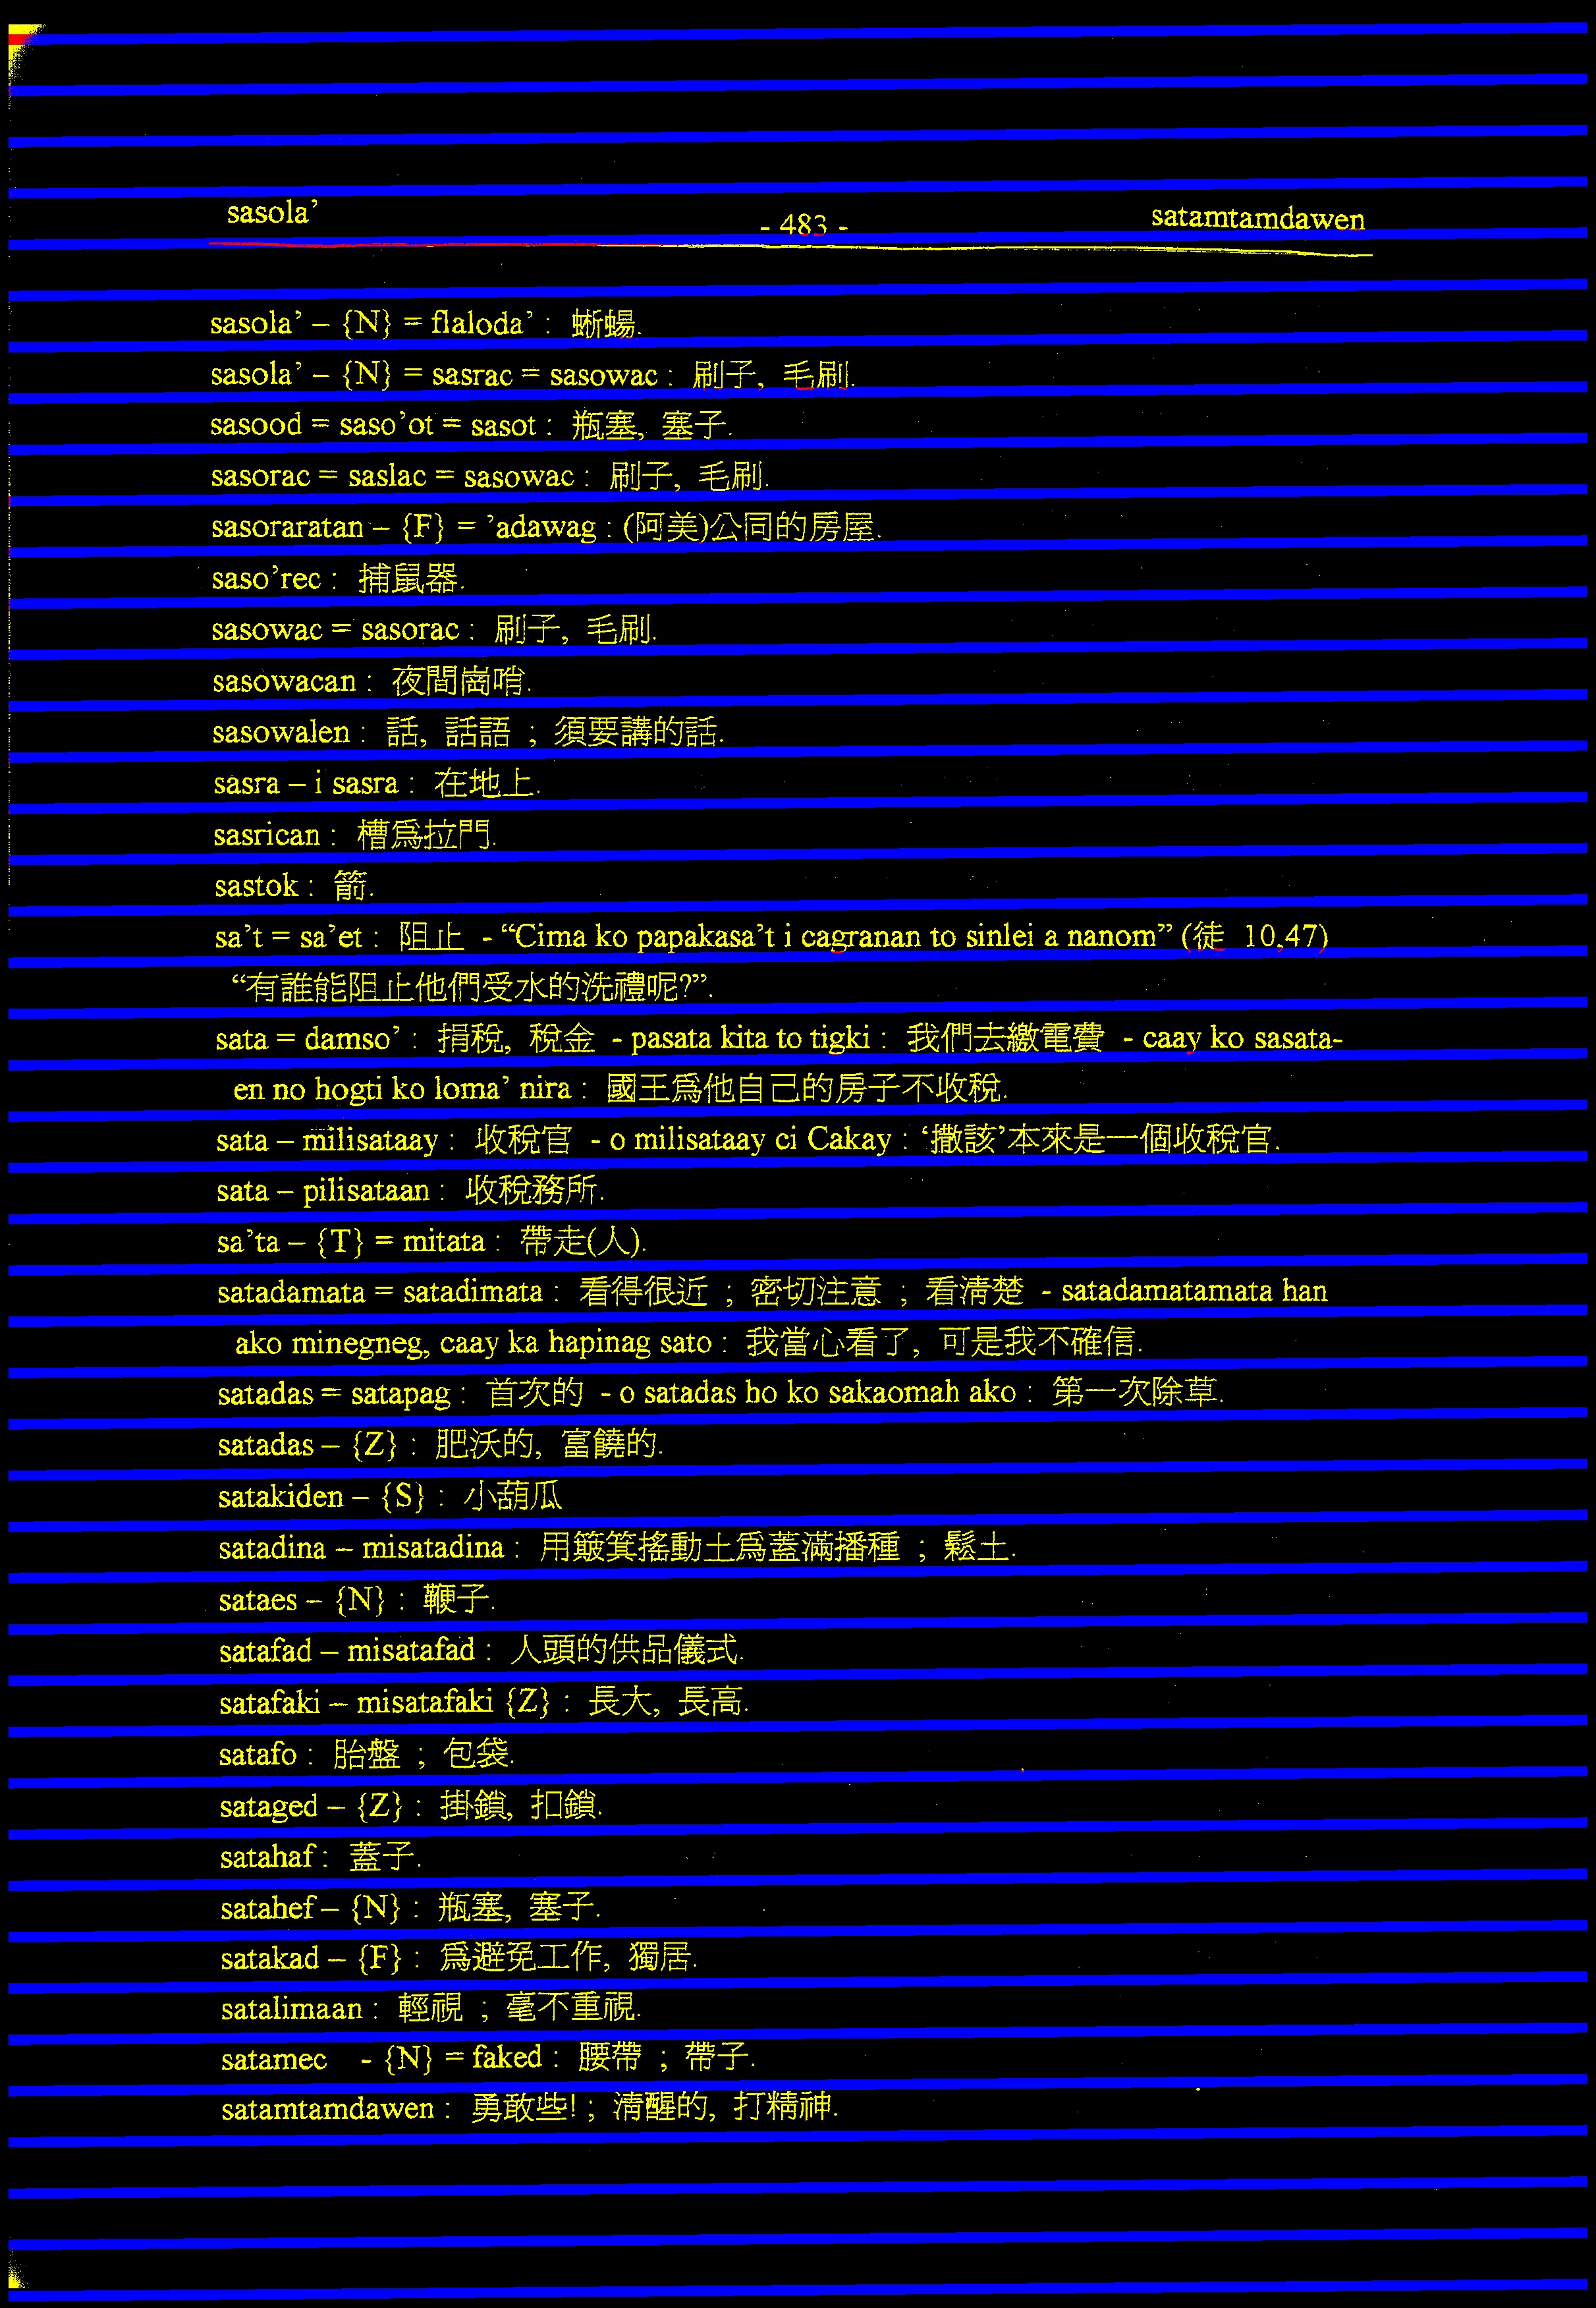 sasola’
- 483 -
satamtamdawen
sasola’ – {N} = flaloda’ : 蜥蜴.
sasola’ – {N} = sasrac = sasowac : 刷子, 毛刷.
sasood = saso’ot = sasot : 瓶塞, 塞子.
sasorac = saslac = sasowac : 刷子, 毛刷.
sasoraratan – {F} = ’adawag : (阿美)公同的房屋.
saso’rec : 捕鼠器.
sasowac = sasorac : 刷子, 毛刷.
sasowacan : 夜間崗哨.
sasowalen : 話, 話語 ; 須要講的話.
sasra – i sasra : 在地上.
sasrican : 槽爲拉門.
sastok : 箭.
sa’t = sa’et : 阻止 - “Cima ko papakasa’t i cagranan to sinlei a nanom” (徒 10,47)
“有誰能阻止他們受水的洗禮呢?”.
sata = damso’ : 捐稅, 稅金 - pasata kita to tigki : 我們去繳電費 - caay ko sasata-
en no hogti ko loma’ nira : 國王爲他自己的房子不收稅.
sata – milisataay : 收稅官 - o milisataay ci Cakay : ‘撒該’本來是一個收稅官.
sata – pilisataan : 收稅務所.
sa’ta – {T} = mitata : 帶走(人).
satadamata = satadimata : 看得很近 ; 密切注意 ; 看淸楚 - satadamatamata han
ako minegneg, caay ka hapinag sato : 我當心看了, 可是我不確信.
satadas = satapag : 首次的 - o satadas ho ko sakaomah ako : 第一次除草.
satadas – {Z} : 肥沃的, 富饒的.
satakiden – {S} : 小葫瓜
satadina – misatadina : 用簸箕搖動土爲蓋滿播種 ; 鬆土.
sataes – {N} : 鞭子.
satafad – misatafad : 人頭的供品儀式.
satafaki – misatafaki {Z} : 長大, 長高.
satafo : 胎盤 ; 包袋.
sataged – {Z} : 掛鎖, 扣鎖.
satahaf : 蓋子.
satahef – {N} : 瓶塞, 塞子.
satakad – {F} : 爲避免工作, 獨居.
satalimaan : 輕視 ; 毫不重視.
satamec - {N} = faked : 腰帶 ; 帶子.
satamtamdawen : 勇敢些! ; 淸醒的, 打精神.